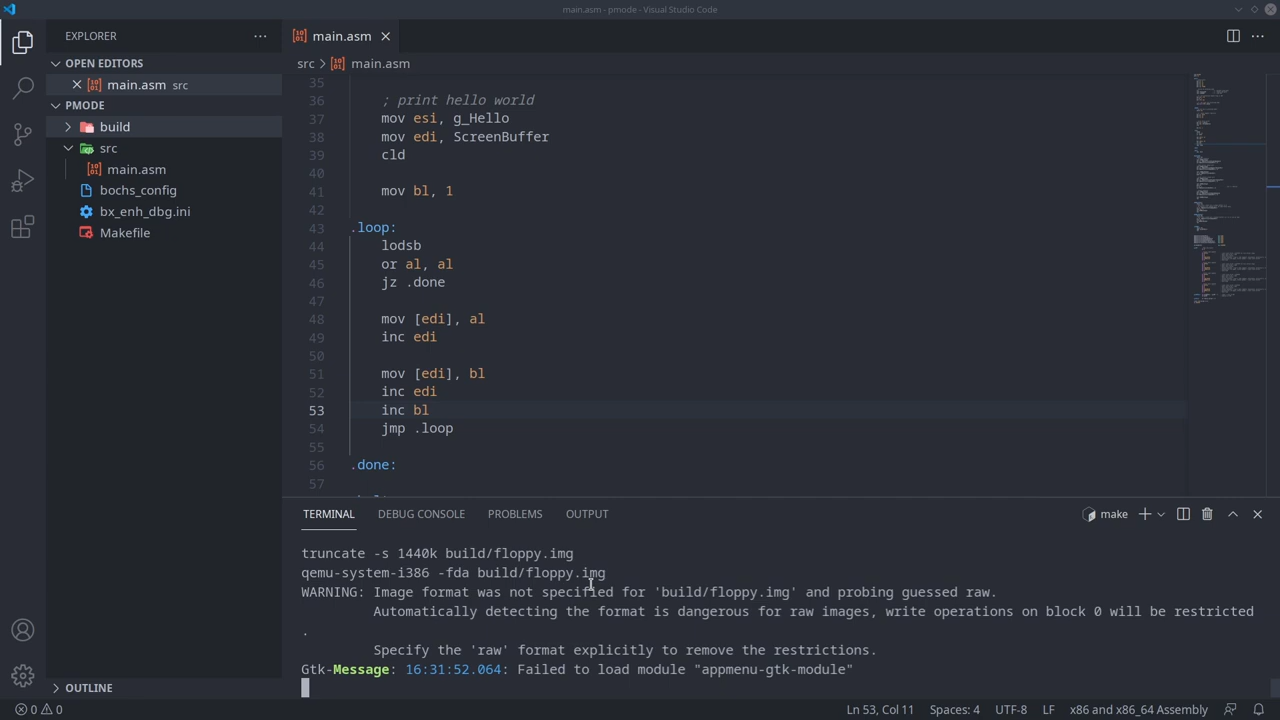 main.asm - pmode - Visual Studio Code
EXPLORER
OPEN EDITORS
main.asm src
PMODE
build
src
main.asm
bochs_config
bx_enh_dbg.ini
Makefile
OUTLINE
main.asm
src > main.asm
35
36 ; print hello world
37 mov esi, g_Hello
38 mov edi, ScreenBuffer
39 cld
40
41 mov bl, 1
42
43 .loop:
44 lodsb
45 or al, al
46 jz .done
47
48 mov [edi], al
49 inc edi
50
51 mov [edi], bl
52 inc edi
53 inc bl
54 jmp .loop
55
56 .done:
57
TERMINAL DEBUG CONSOLE PROBLEMS OUTPUT
make
truncate -s 1440k build/floppy.img
qemu-system-i386 -fda build/floppy.img
WARNING: Image format was not specified for 'build/floppy.img' and probing guessed raw.
Automatically detecting the format is dangerous for raw images, write operations on block 0 will be restricted
.
Specify the 'raw' format explicitly to remove the restrictions.
Gtk-Message: 16:31:52.064: Failed to load module "appmenu-gtk-module"
0 0
Ln 53, Col 11 Spaces: 4 UTF-8 LF x86 and x86_64 Assembly